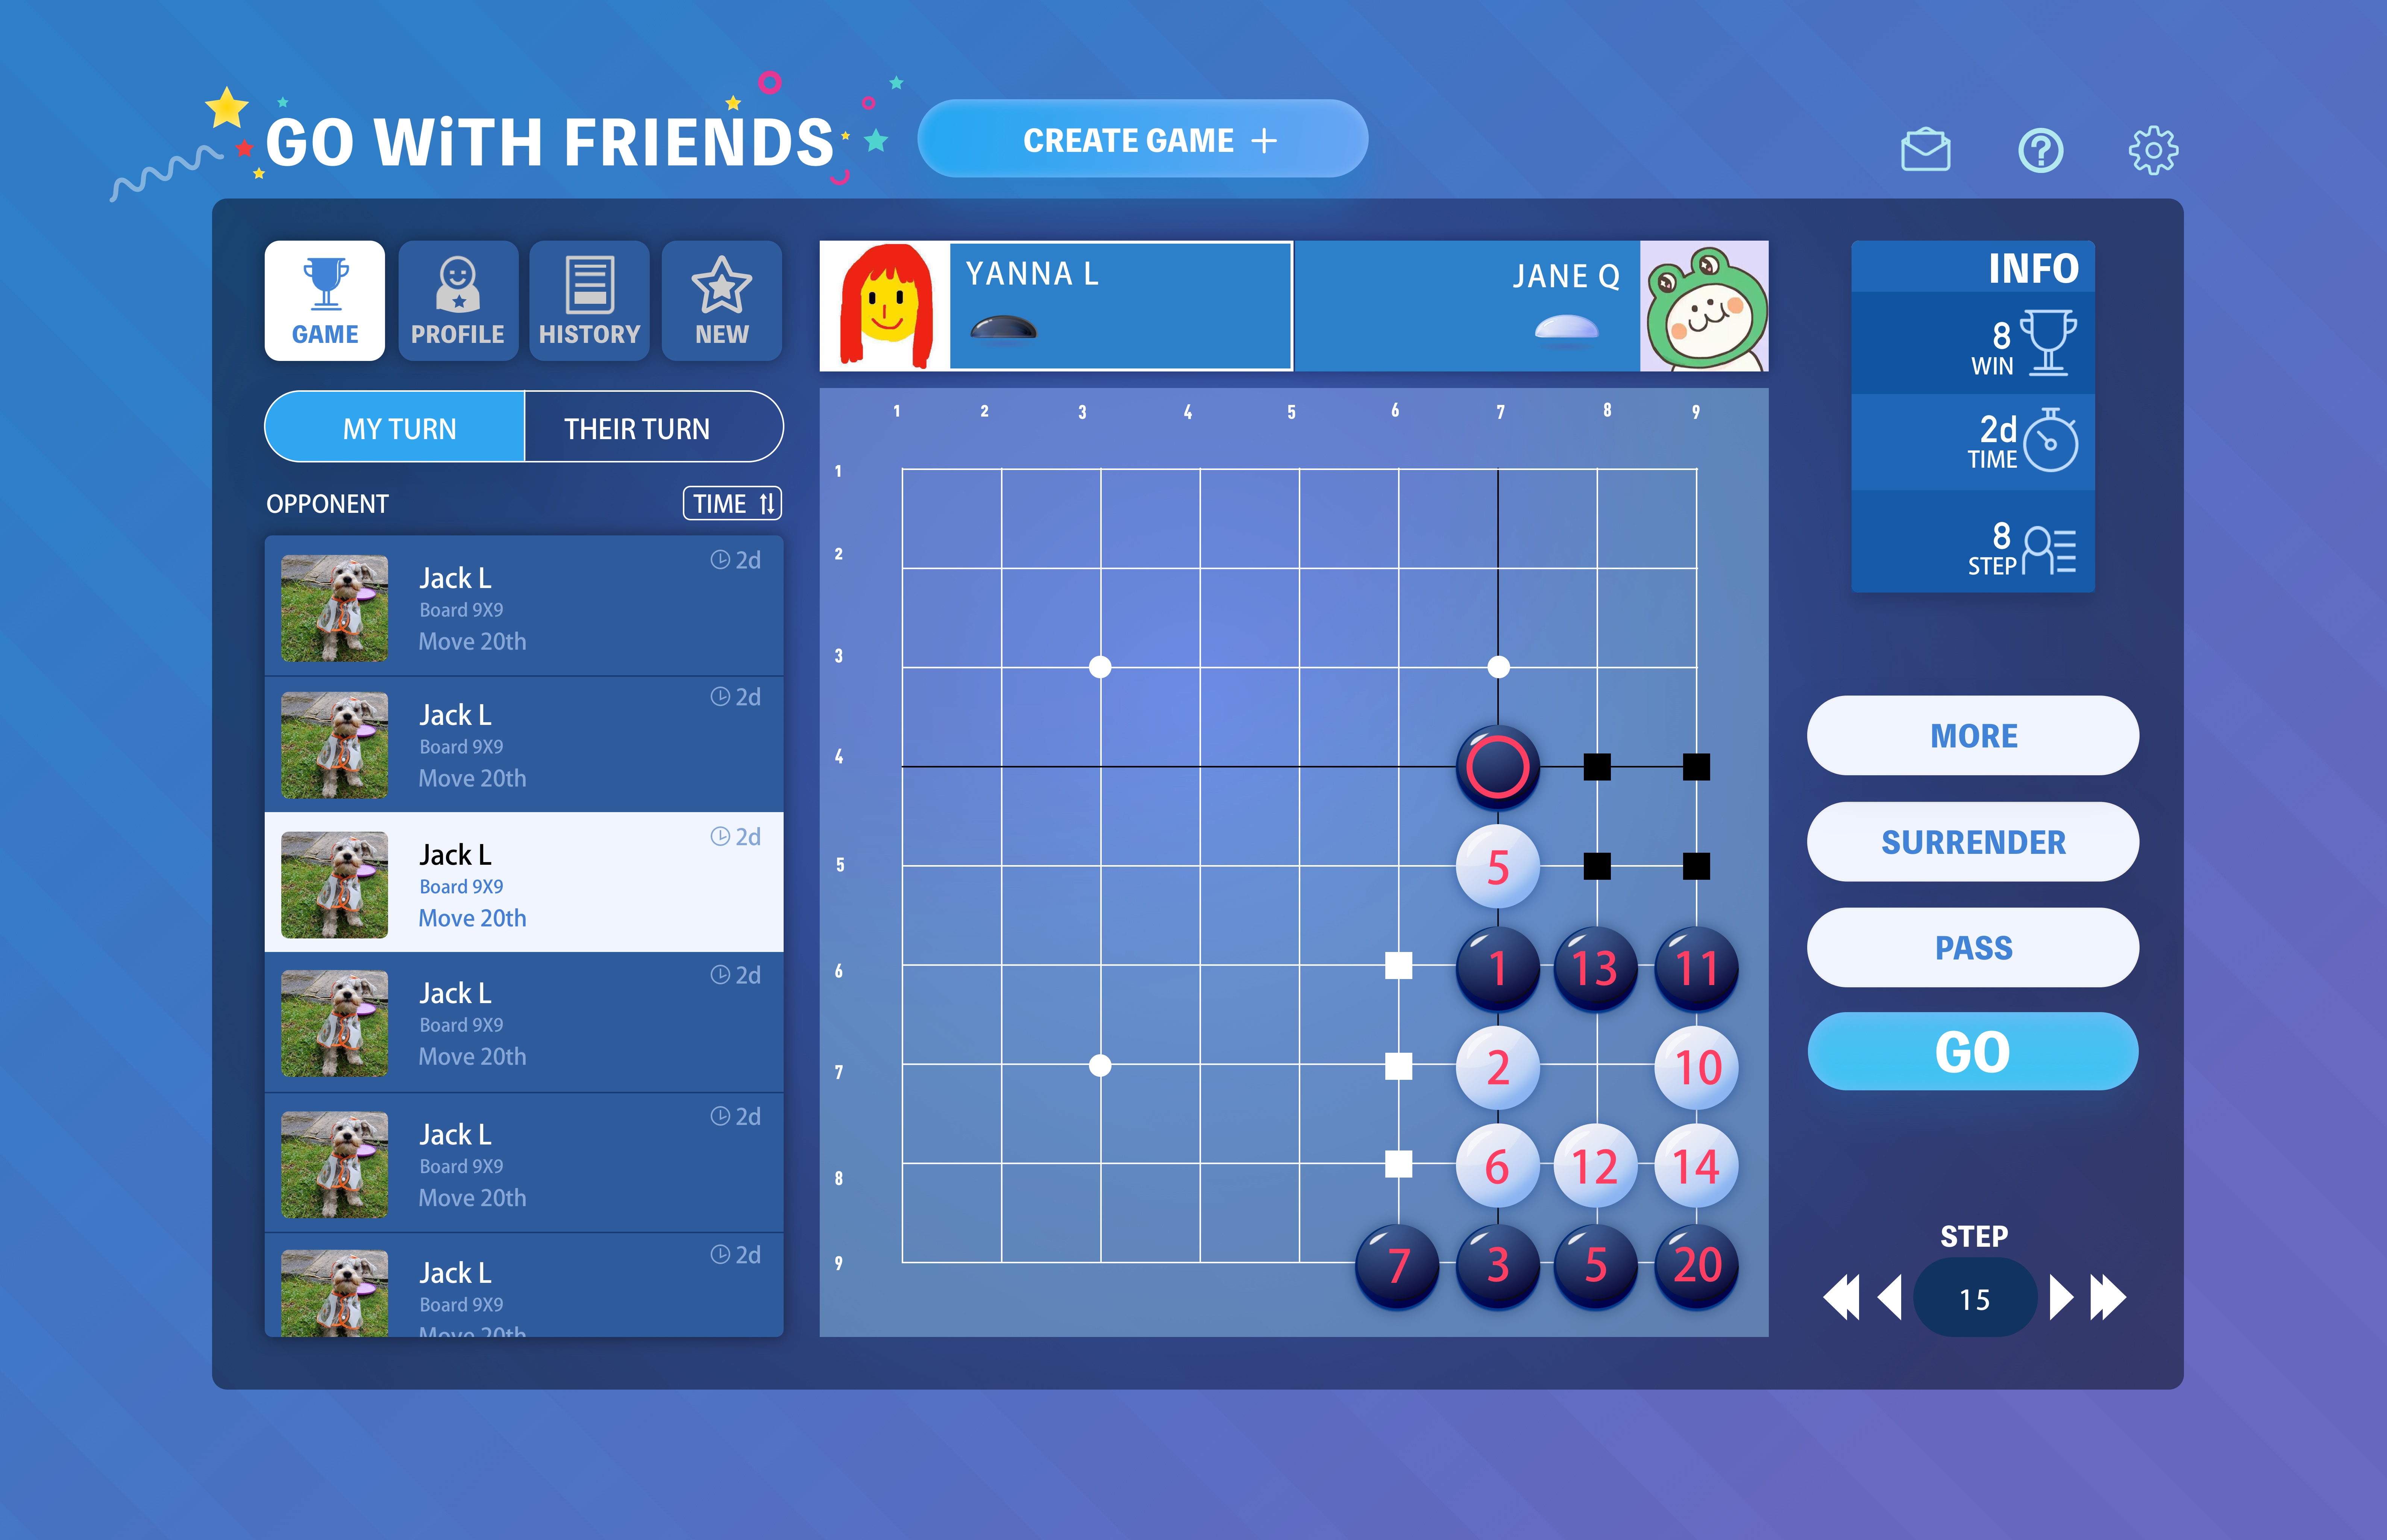 GO WiTH FRIENDS
CREATE GAME +
?
GAME
PROFILE
HISTORY
NEW
MY TURN
THEIR TURN
OPPONENT
TIME
Jack L
2d
Board 9X9
Move 20th
Jack L
2d
Board 9X9
Move 20th
Jack L
2d
Board 9X9
Move 20th
Jack L
2d
Board 9X9
Move 20th
Jack L
2d
Board 9X9
Move 20th
Jack L
2d
Board 9X9
Move 20th
YANNA L
JANE Q
1 2 3 4 5 6 7 8 9
1
2
3
4
5
5
6
1 13 11
7
2 10
8
6 12 14
9
7 3 5 20
INFO
8
WIN
2d
TIME
8
STEP
MORE
SURRENDER
PASS
GO
STEP
15